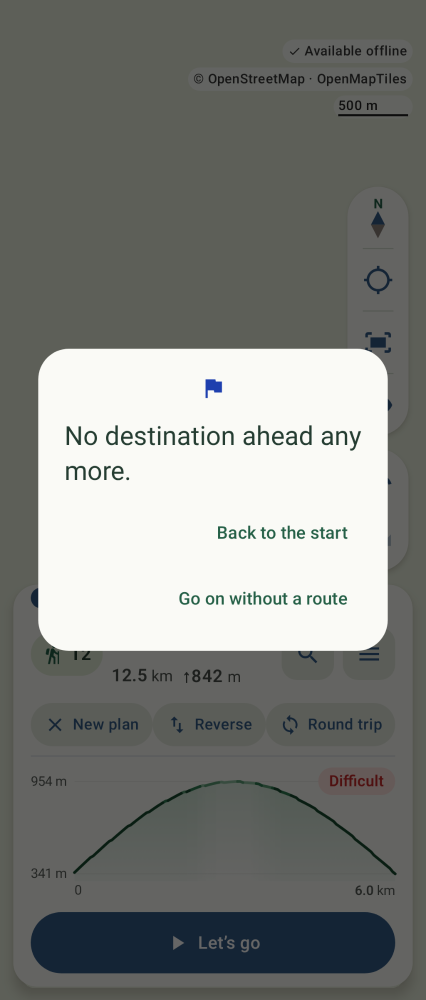 ✓ Available offline
© OpenStreetMap · OpenMapTiles
500 m
N
No destination ahead any
more.
Back to the start
Go on without a route
12
12.5 km ↑842 m
New plan
Reverse
Round trip
954 m
Difficult
341 m
0
6.0 km
Let’s go